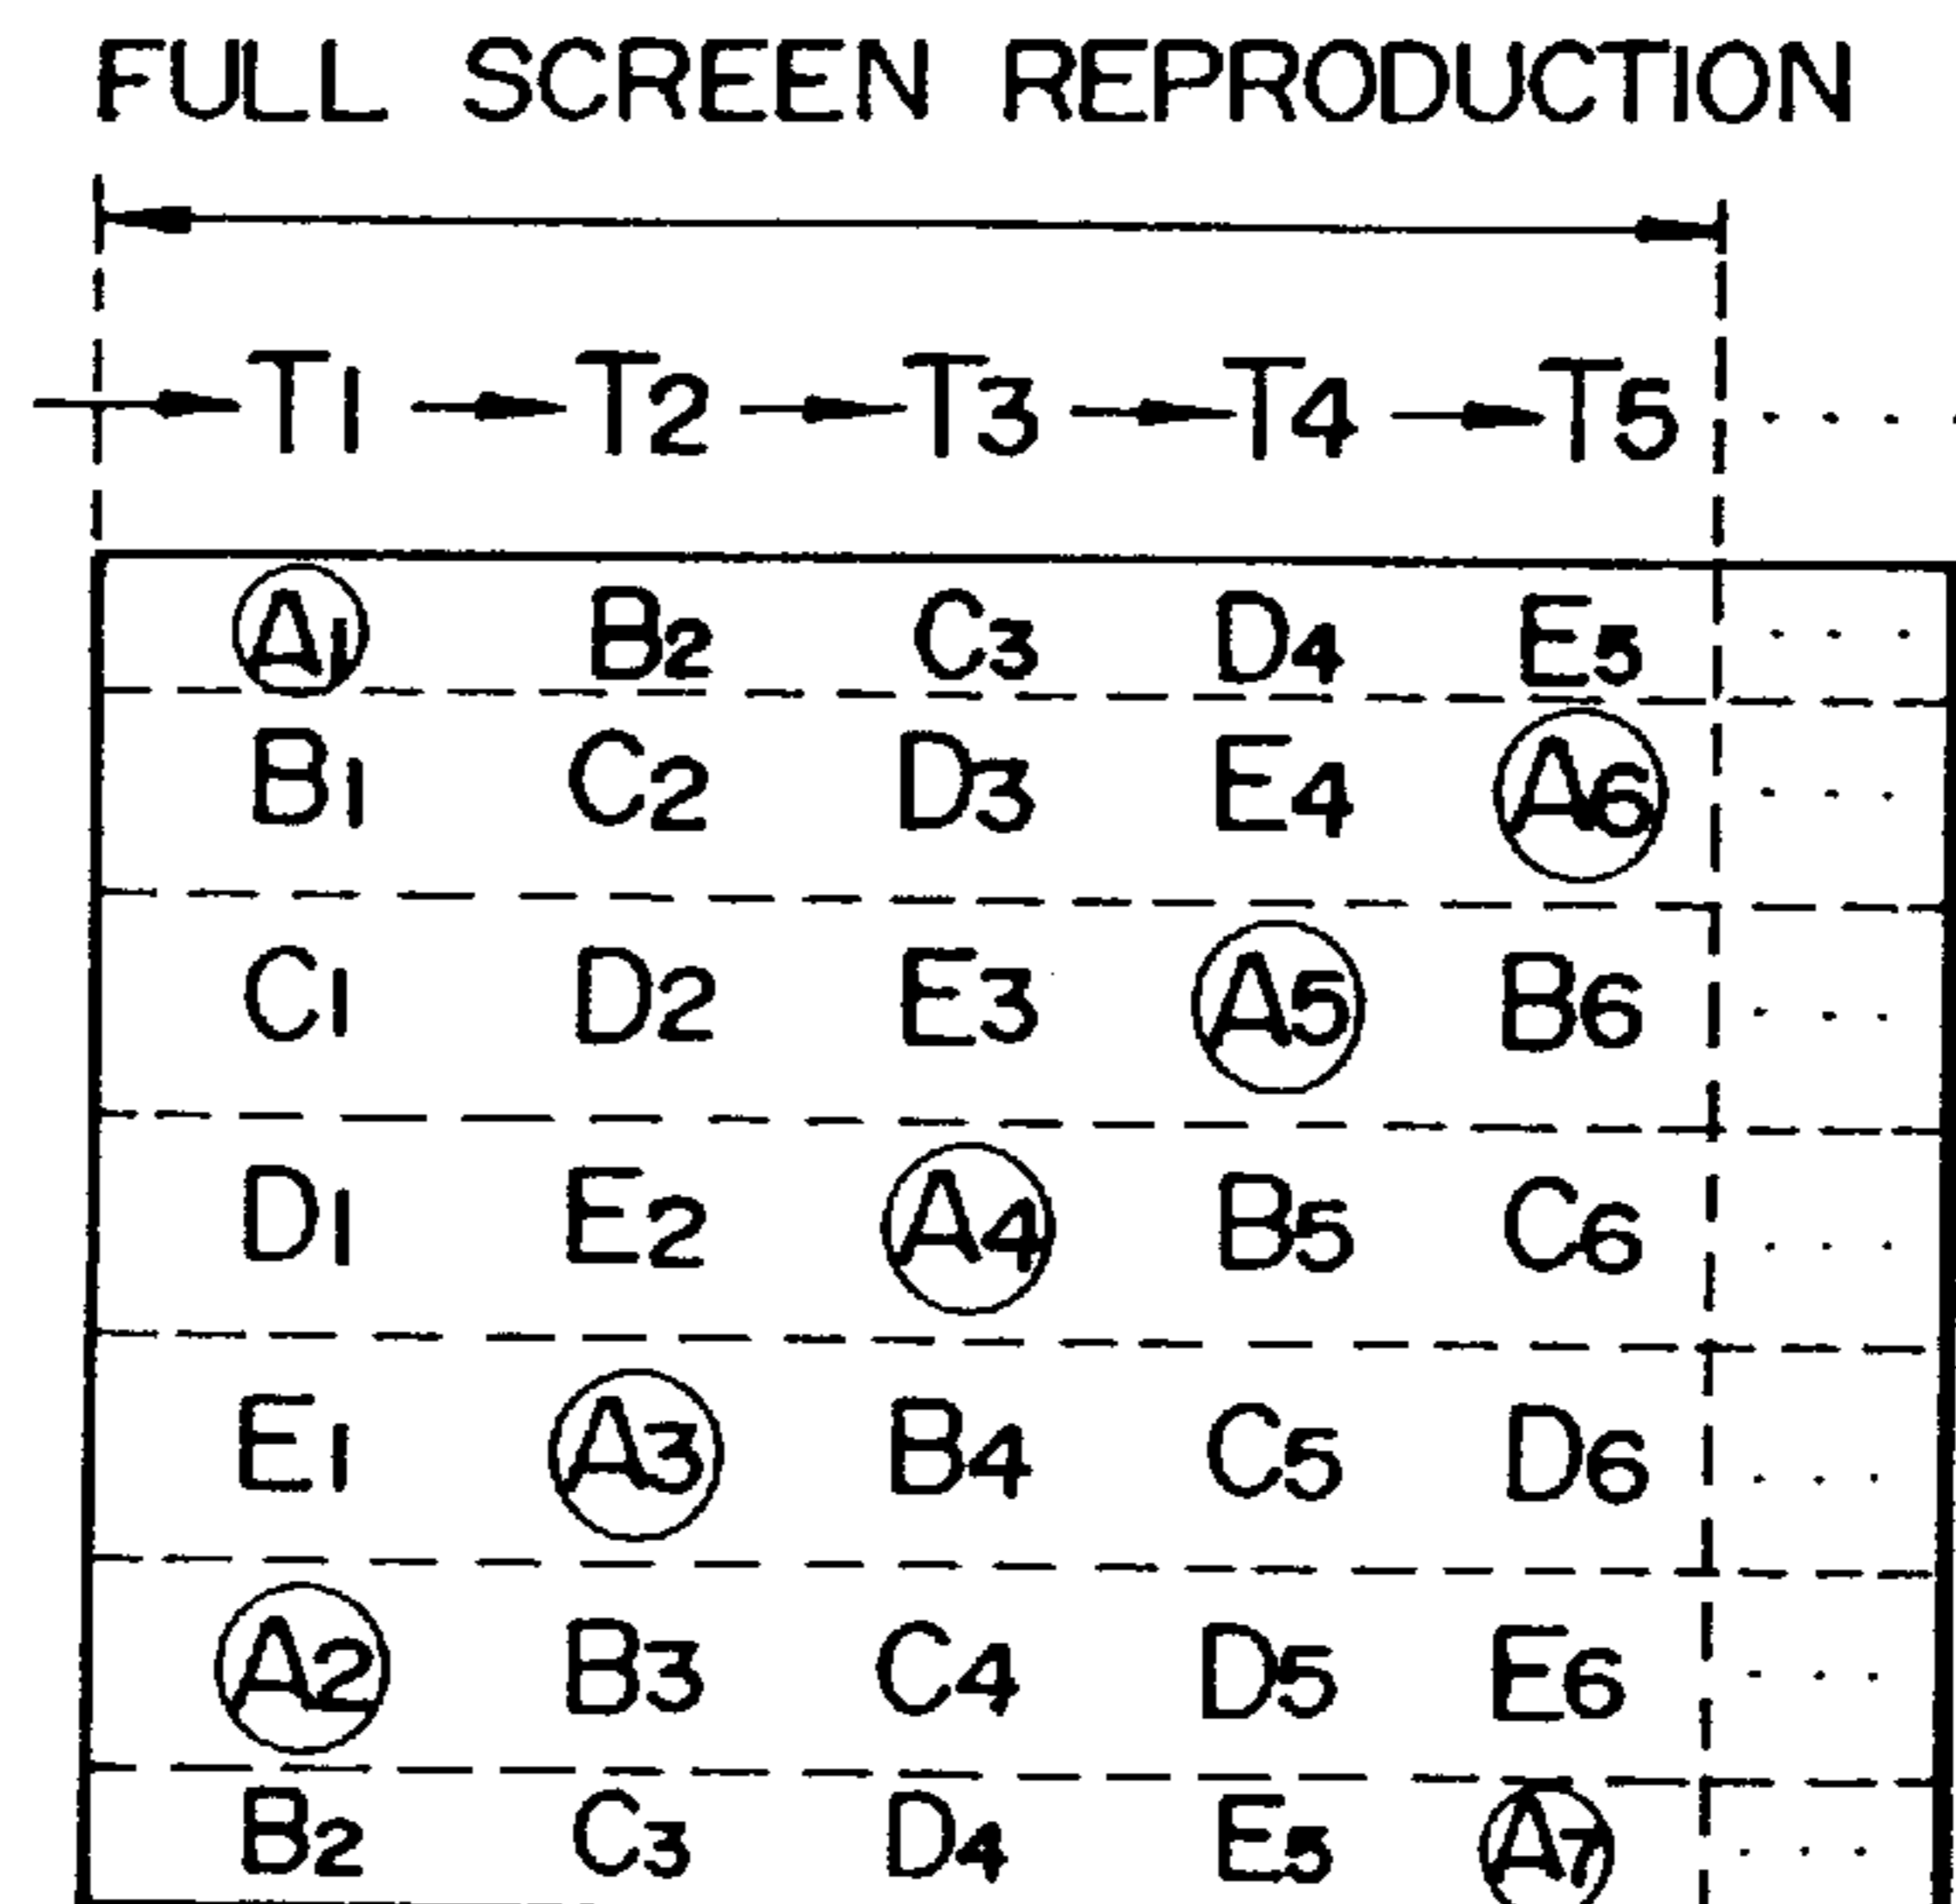 FULL SCREEN REPRODUCTION
T1 T2 T3 T4 T5 . . . .
A1 B2 C3 D4 E5 . . .
B1 C2 D3 E4 A6 . . .
C1 D2 E3 A5 B6 . . .
D1 E2 A4 B5 C6 . . .
E1 A3 B4 C5 D6 . . .
A2 B3 C4 D5 E6 . . .
B2 C3 D4 E5 A7 . . .